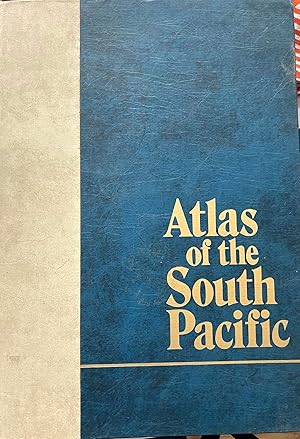 Atlas
of the
South
Pacific